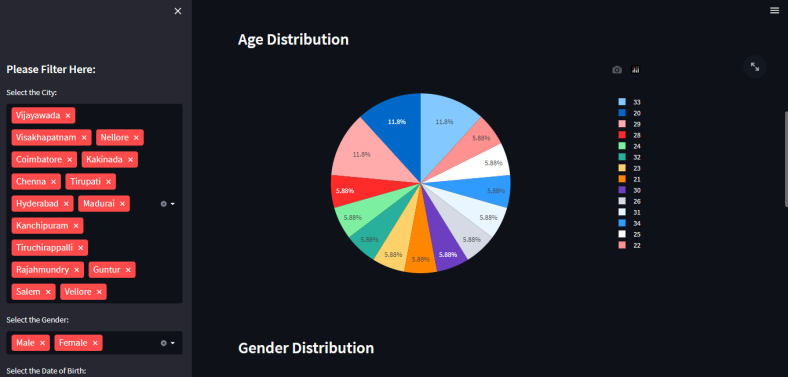 Please Filter Here:
Select the City:
Vijayawada ×
Visakhapatnam × Nellore ×
Coimbatore × Kakinada ×
Chenna × Tirupati ×
Hyderabad × Madurai ×
Kanchipuram ×
Tiruchirappalli ×
Rajahmundry × Guntur ×
Salem × Vellore ×
Select the Gender:
Male × Female ×
Select the Date of Birth:
Age Distribution
11.8%
11.8%
5.88%
11.8%
5.88%
5.88%
5.88%
5.88%
5.88%
5.88%
5.88%
5.88%
5.88%
5.88%
33
20
29
28
24
32
23
21
30
26
31
34
25
22
Gender Distribution